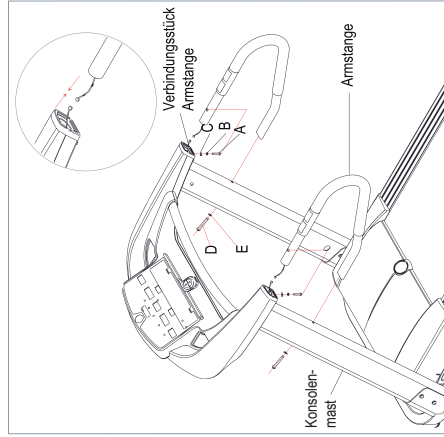 Verbindungsstück
Armstange
C
B
A
D
E
Armstange
Konsolen-
mast